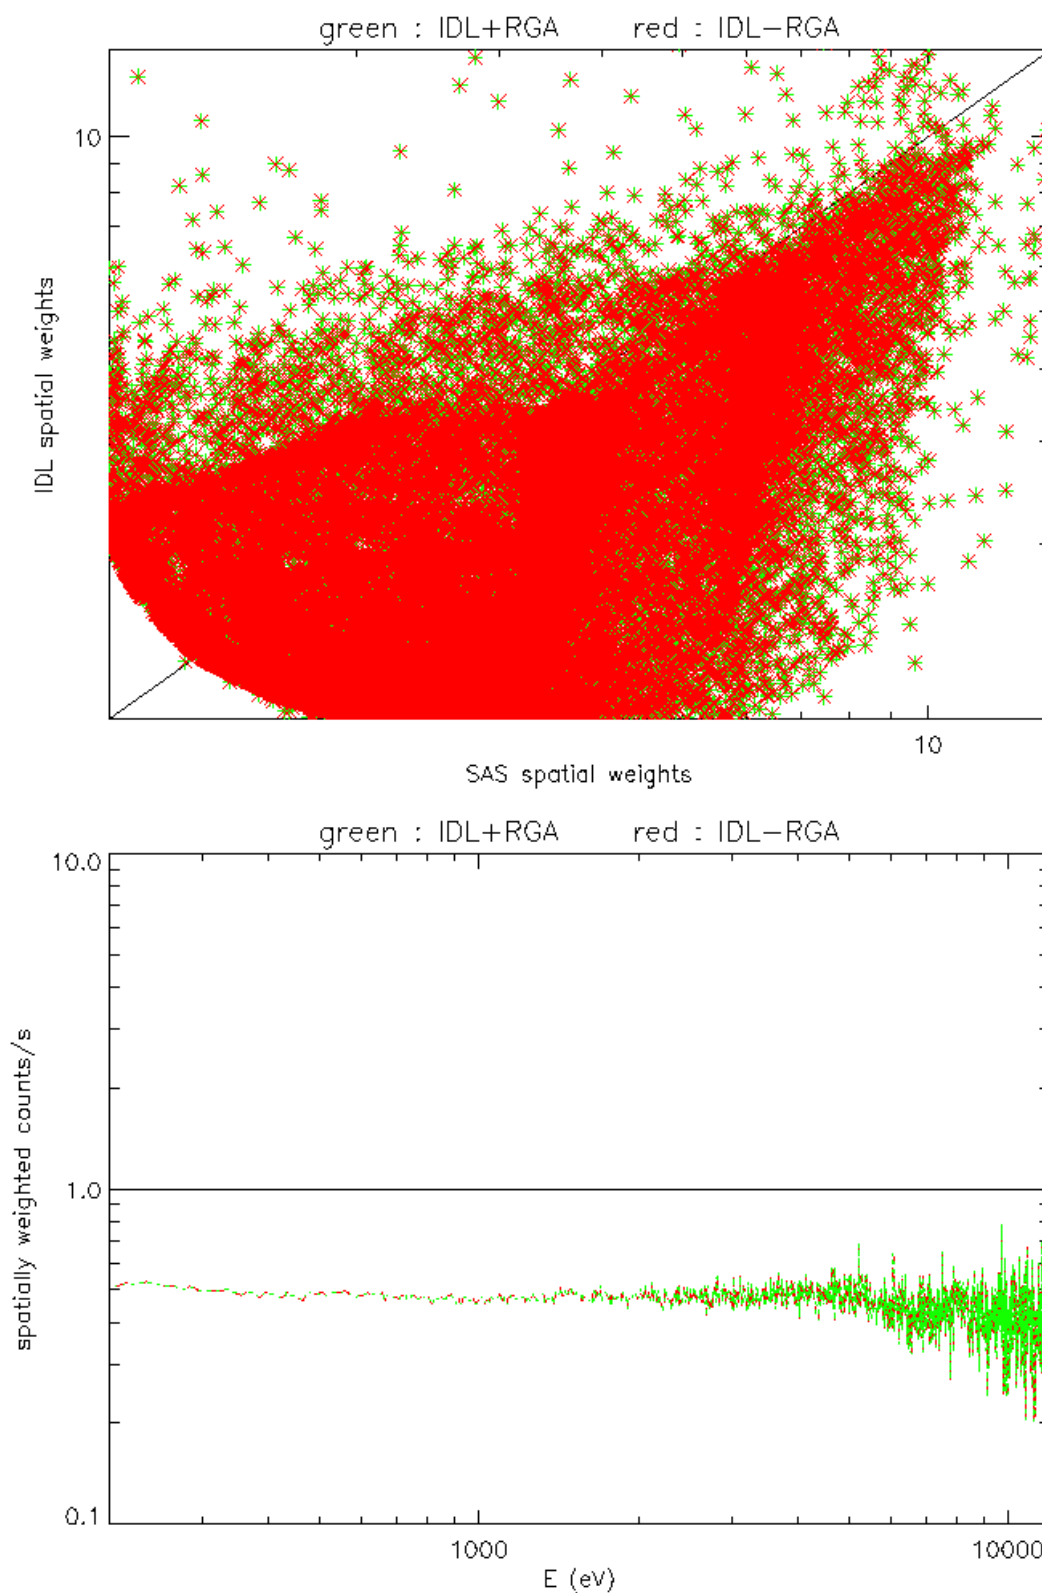 green : IDL+RGA red : IDL−RGA
10
IDL spatial weights
10
SAS spatial weights
green : IDL+RGA red : IDL−RGA
10.0
1.0
0.1
spatially weighted counts/s
1000 10000
E (eV)